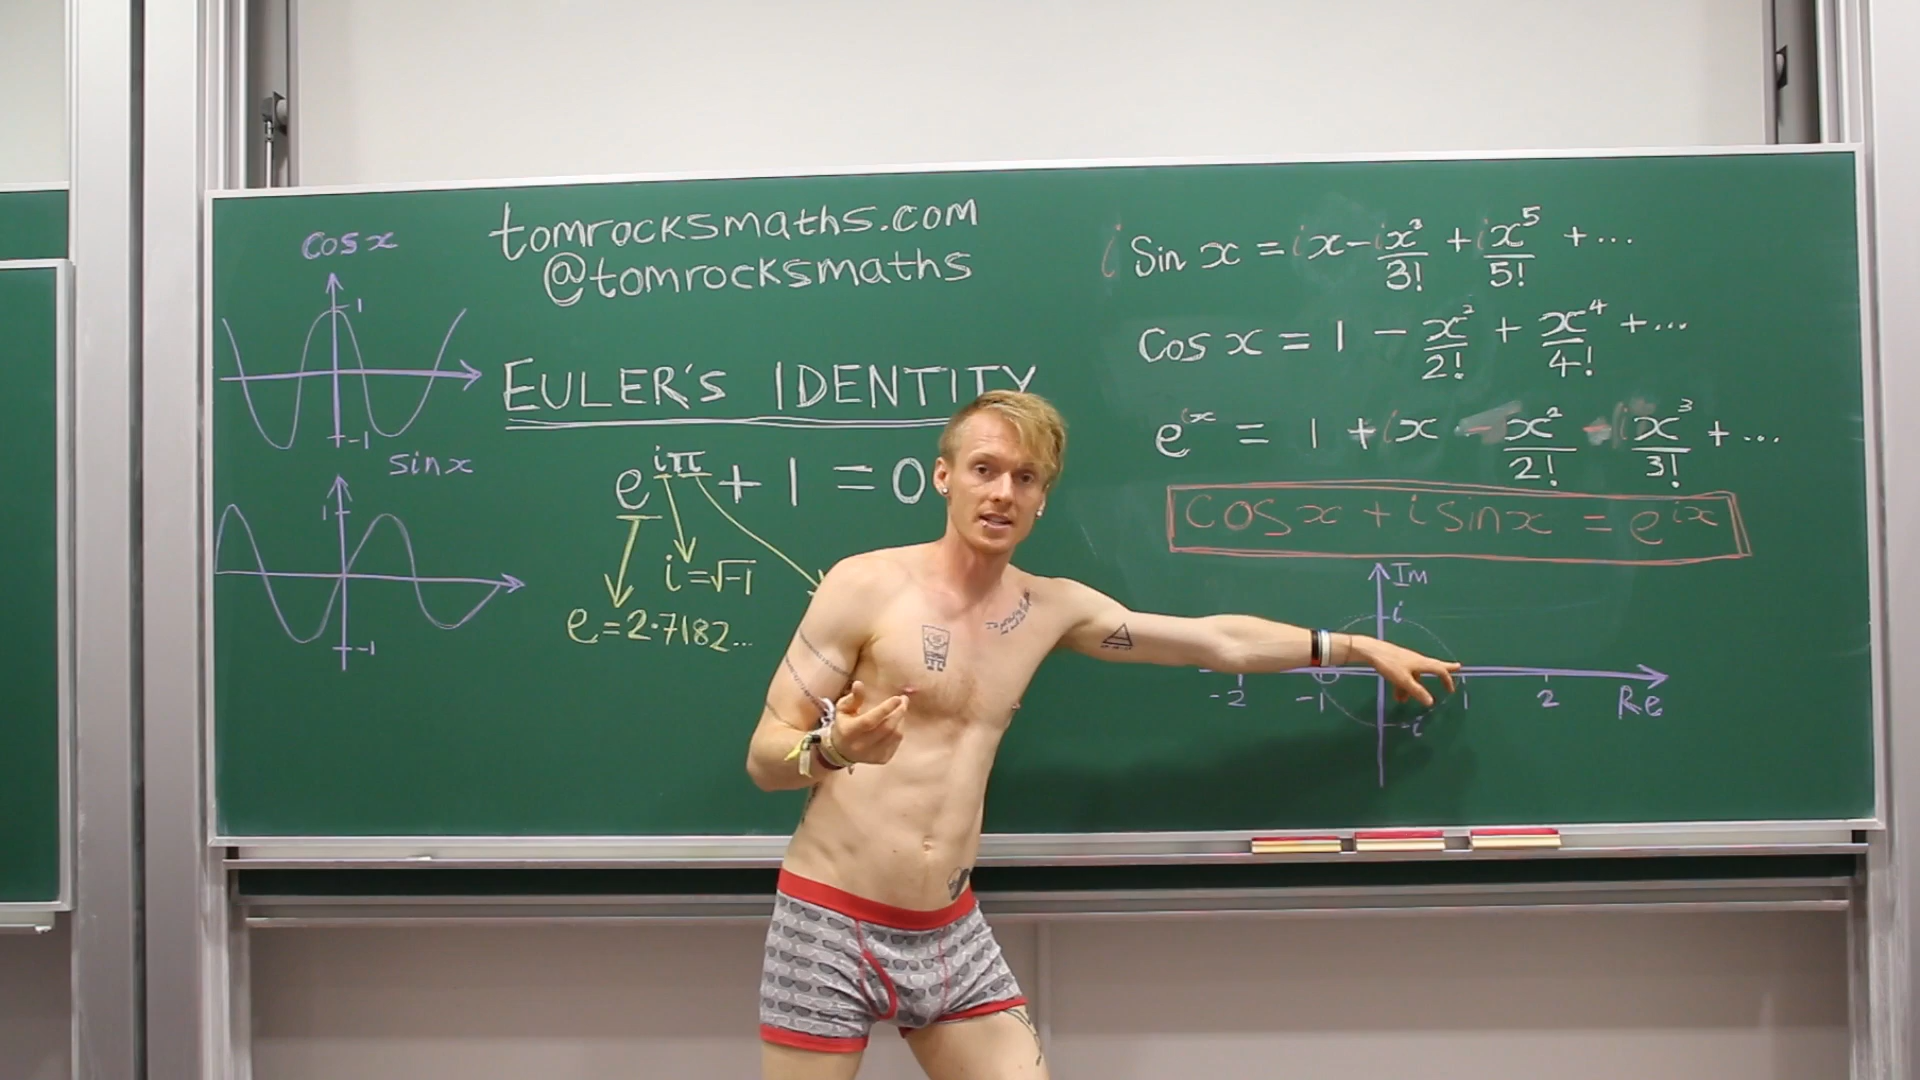 cos x
1
-1
sin x
1
-1
tomrocksmaths.com
@tomrocksmaths
EULER'S IDENTITY
e^{iπ} + 1 = 0
i = √-1
e = 2.7182...
i Sin x = ix - ix³/3! + ix⁵/5! + ...
Cos x = 1 - x²/2! + x⁴/4! + ...
e^{ix} = 1 + ix - x²/2! - ix³/3! + ...
cos x + i sin x = e^{ix}
Im
i
-2 -1 1 2 Re
-i